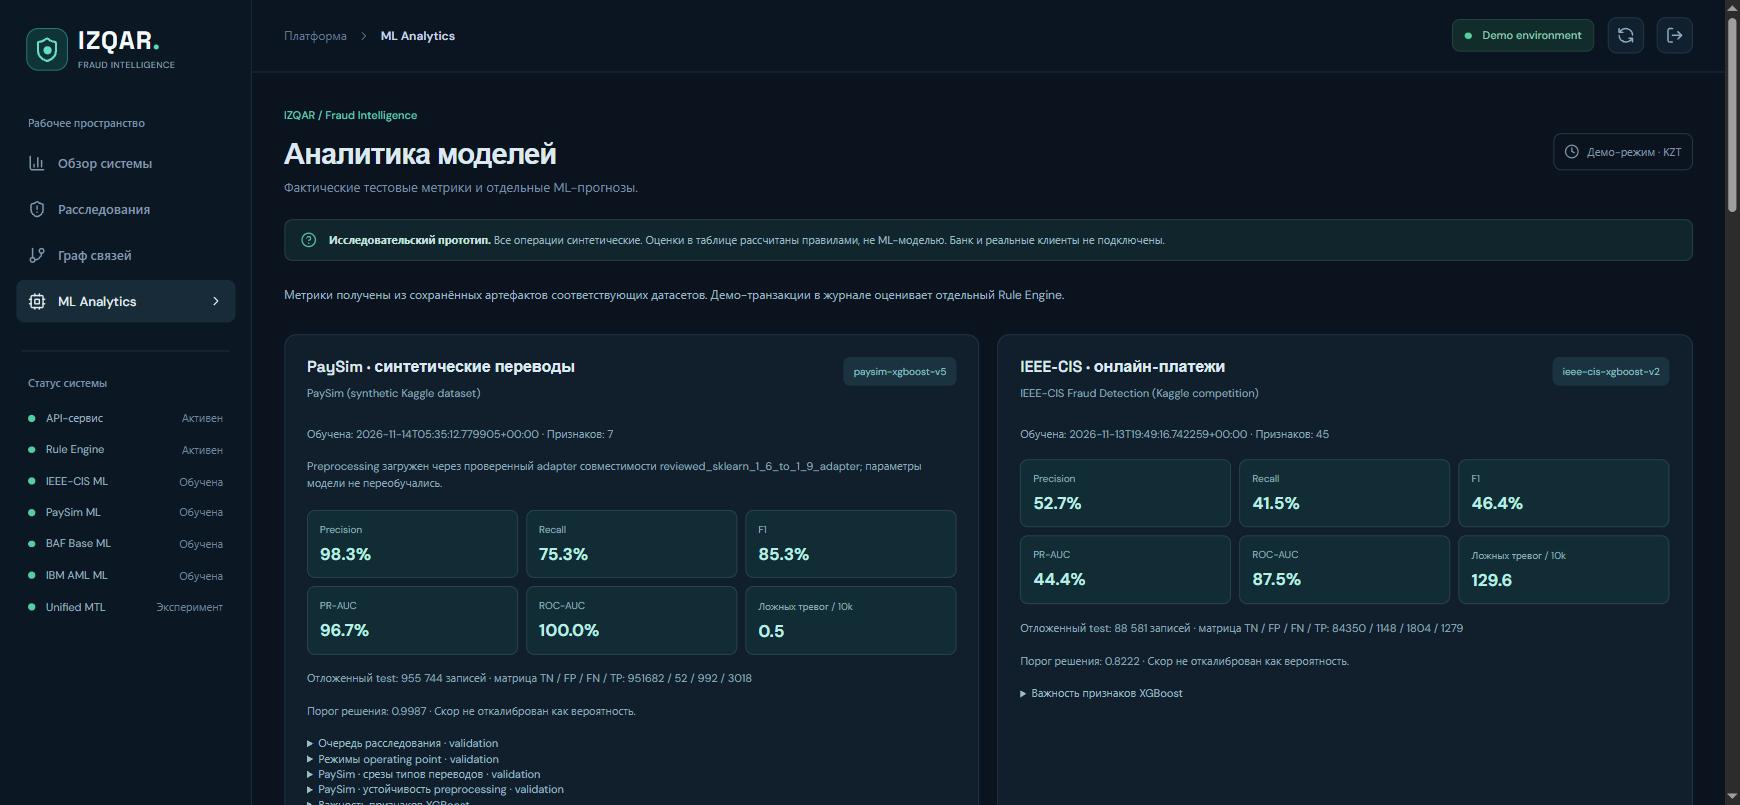 IZQAR.
FRAUD INTELLIGENCE
Рабочее пространство
Обзор системы
Расследования
Граф связей
ML Analytics
Статус системы
API-сервис Активен
Rule Engine Активен
IEEE-CIS ML Обучена
PaySim ML Обучена
BAF Base ML Обучена
IBM AML ML Обучена
Unified MTL Эксперимент
Платформа > ML Analytics
Demo environment
IZQAR / Fraud Intelligence
Аналитика моделей
Фактические тестовые метрики и отдельные ML-прогнозы.
Демо-режим · KZT
Исследовательский прототип. Все операции синтетические. Оценки в таблице рассчитаны правилами, не ML-моделью. Банк и реальные клиенты не подключены.
Метрики получены из сохранённых артефактов соответствующих датасетов. Демо-транзакции в журнале оценивает отдельный Rule Engine.
PaySim · синтетические переводы
paysim-xgboost-v5
PaySim (synthetic Kaggle dataset)
Обучена: 2026-11-14T05:35:12.779905+00:00 · Признаков: 7
Preprocessing загружен через проверенный adapter совместимости reviewed_sklearn_1_6_to_1_9_adapter; параметры
модели не переобучались.
Precision
98.3%
Recall
75.3%
F1
85.3%
PR-AUC
96.7%
ROC-AUC
100.0%
Ложных тревог / 10k
0.5
Отложенный test: 955 744 записей · матрица TN / FP / FN / TP: 951682 / 52 / 992 / 3018
Порог решения: 0.9987 · Скор не откалиброван как вероятность.
Очередь расследования · validation
Режимы operating point · validation
PaySim · срезы типов переводов · validation
PaySim · устойчивость preprocessing · validation
Важность признаков XGBoost
IEEE-CIS · онлайн-платежи
ieee-cis-xgboost-v2
IEEE-CIS Fraud Detection (Kaggle competition)
Обучена: 2026-11-13T19:49:16.742259+00:00 · Признаков: 45
Precision
52.7%
Recall
41.5%
F1
46.4%
PR-AUC
44.4%
ROC-AUC
87.5%
Ложных тревог / 10k
129.6
Отложенный test: 88 581 записей · матрица TN / FP / FN / TP: 84350 / 1148 / 1804 / 1279
Порог решения: 0.8222 · Скор не откалиброван как вероятность.
Важность признаков XGBoost